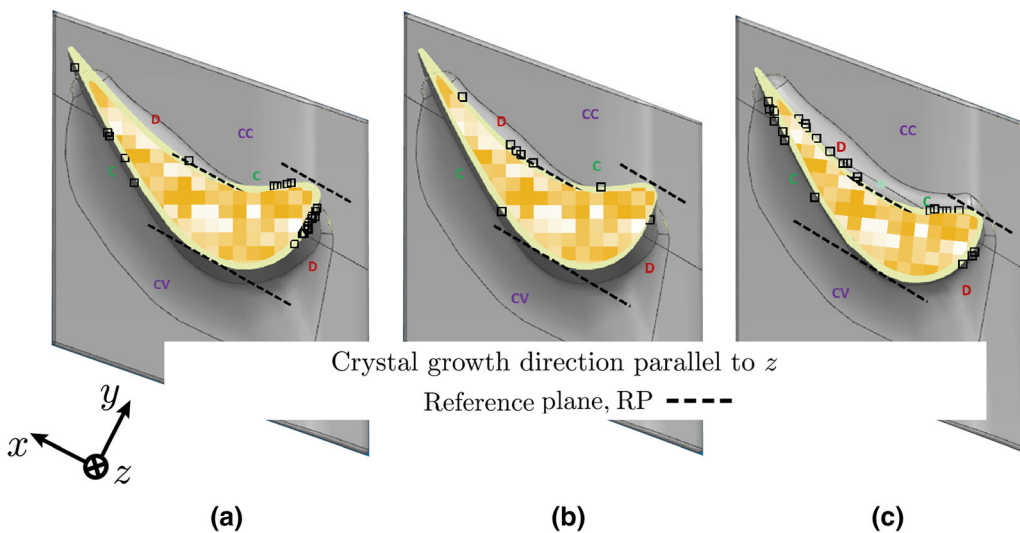 CC
D
C
C
D
CV
CC
D
C
C
D
CV
CC
D
C
C
D
CV
Crystal growth direction parallel to z
Reference plane, RP
y
x
z
(a)
(b)
(c)